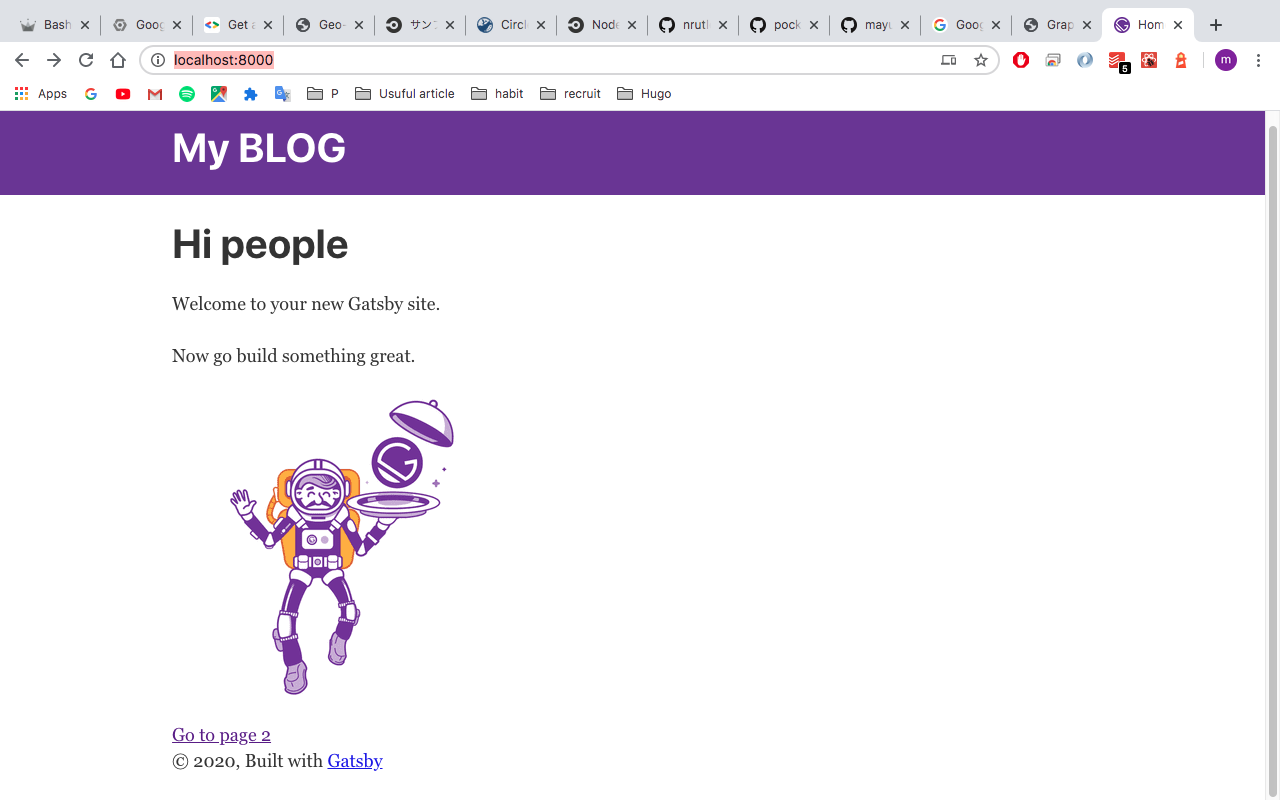 Bash
Goog
Get a
Geo-
サンプ
Circl
Node
nrutl
pock
mayu
Goog
Grap
Hom
localhost:8000
5
m
Apps
P
Usuful article
habit
recruit
Hugo
My BLOG
Hi people
Welcome to your new Gatsby site.
Now go build something great.
Go to page 2
© 2020, Built with Gatsby